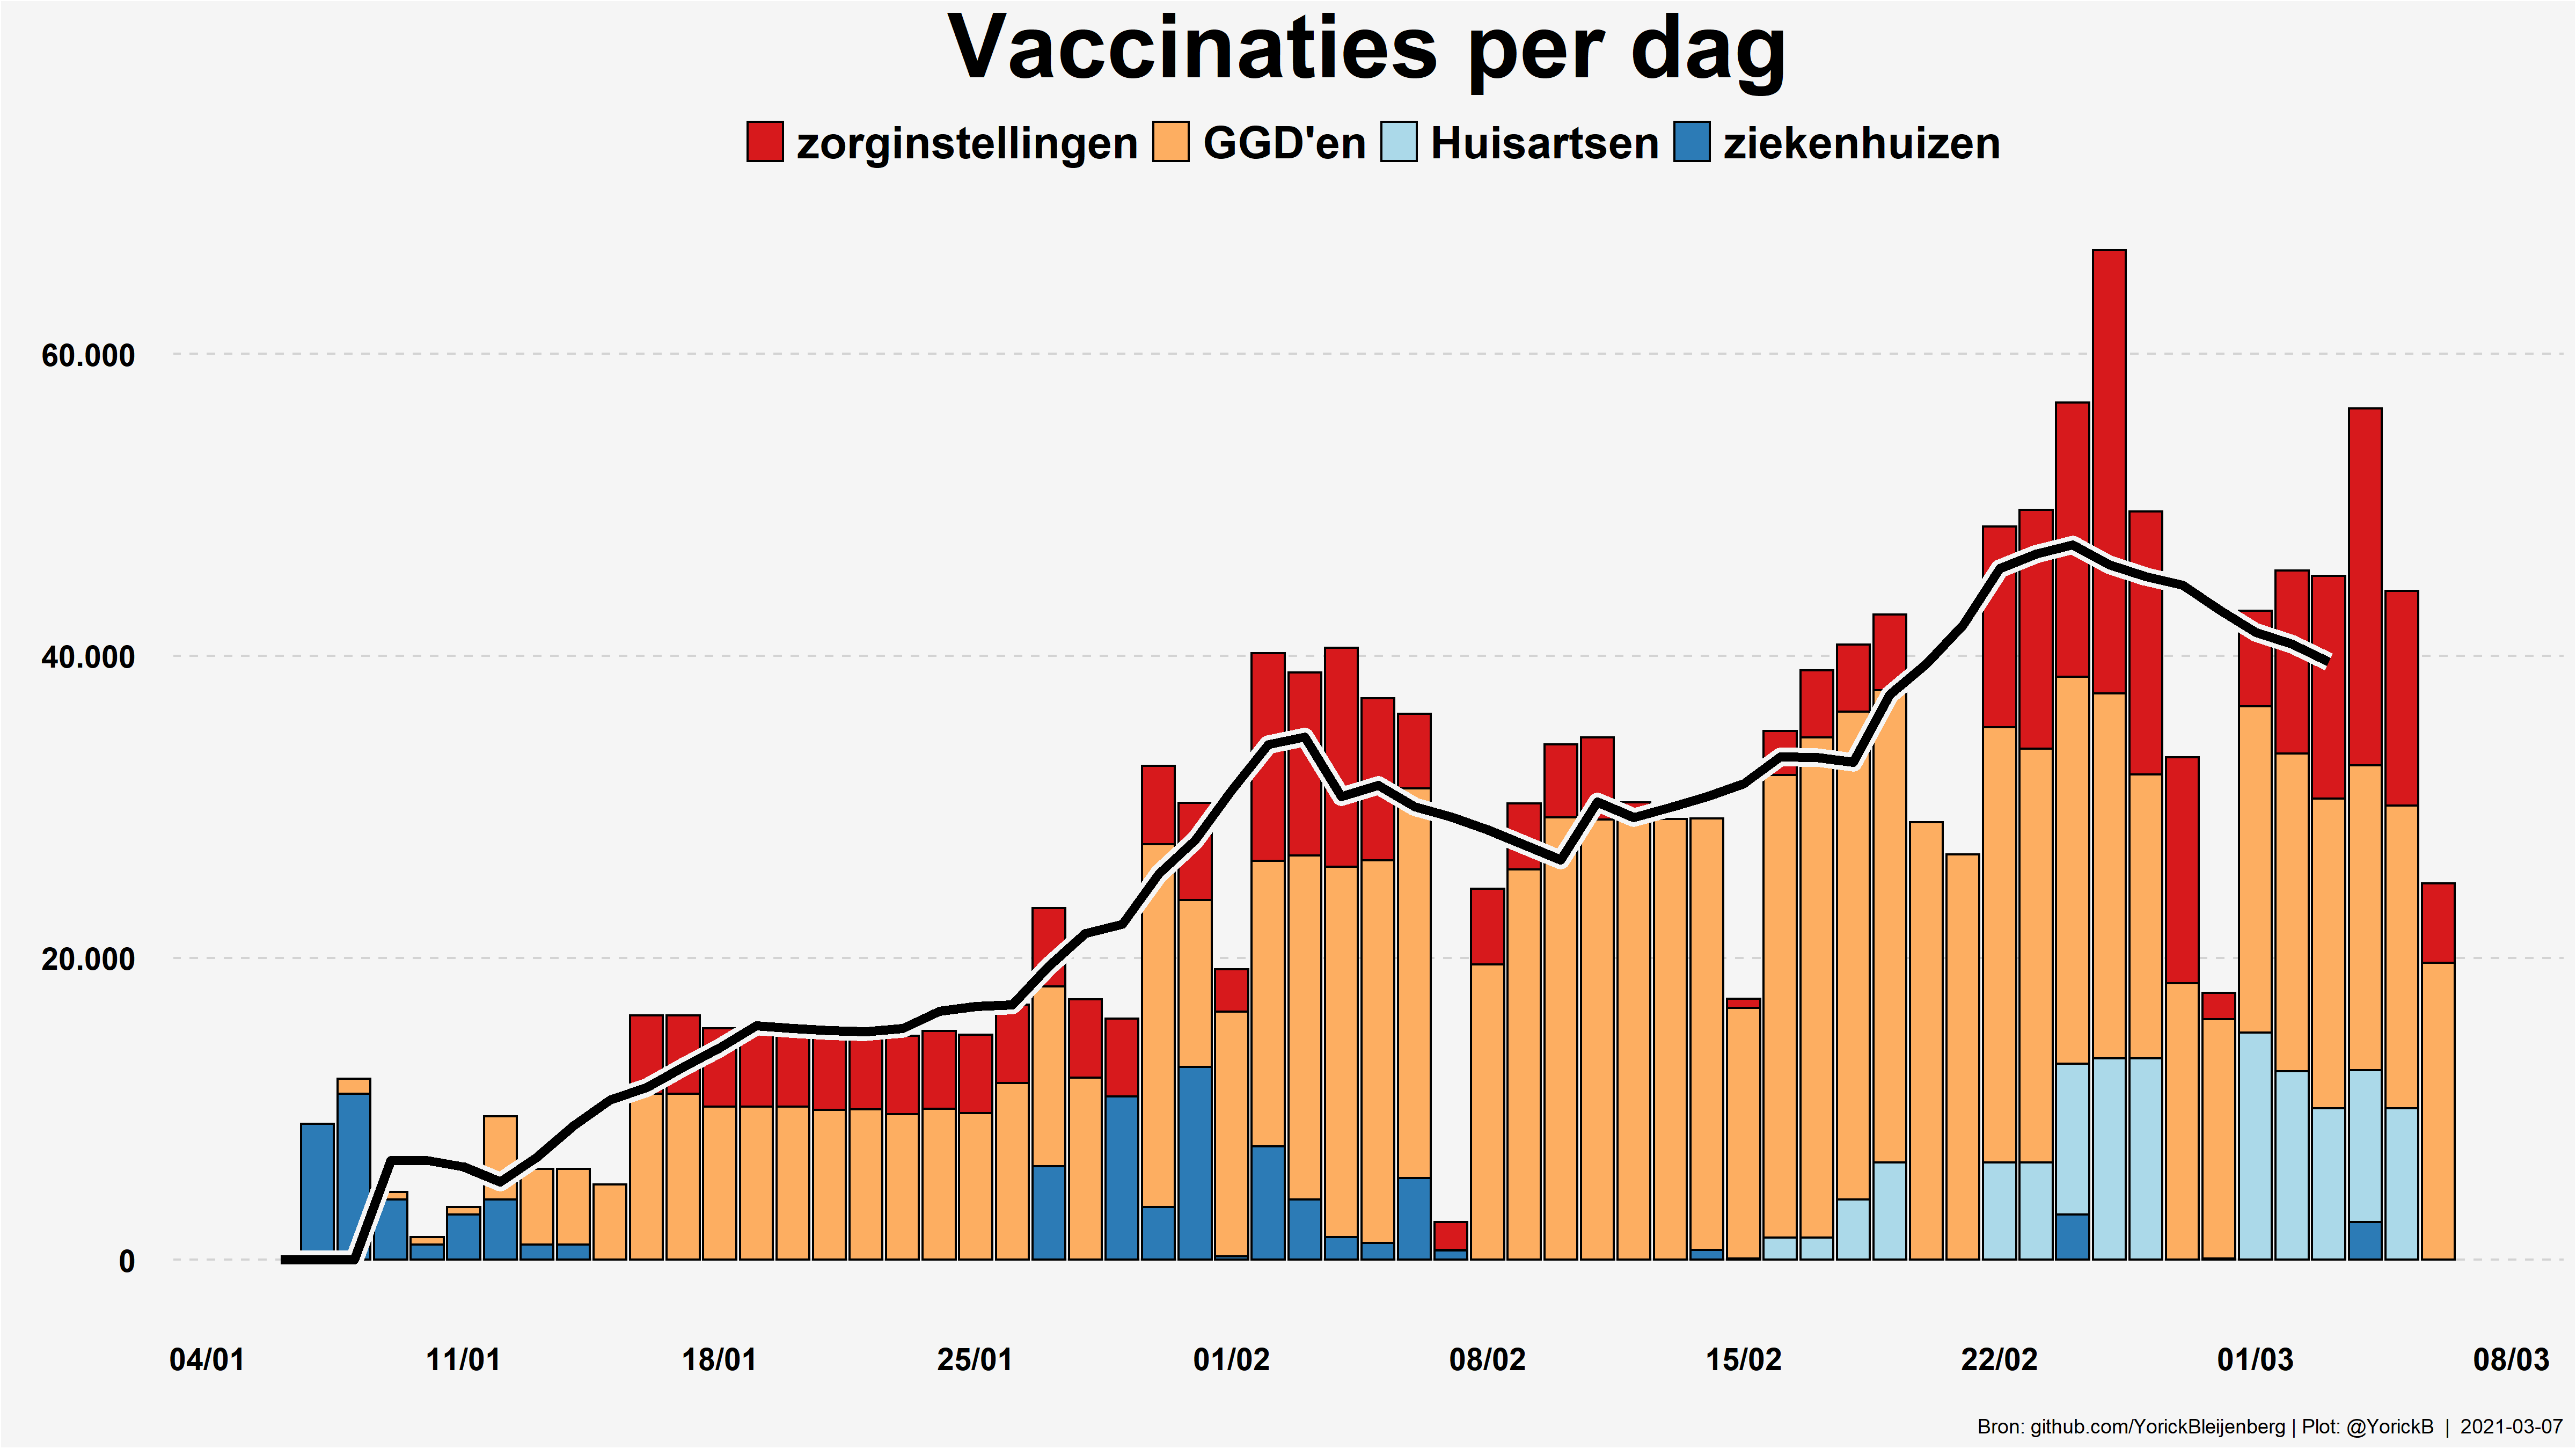 Vaccinaties per dag
zorginstellingen GGD'en Huisartsen ziekenhuizen
60.000
40.000
20.000
0
04/01 11/01 18/01 25/01 01/02 08/02 15/02 22/02 01/03 08/03
Bron: github.com/YorickBleijenberg | Plot: @YorickB | 2021-03-07